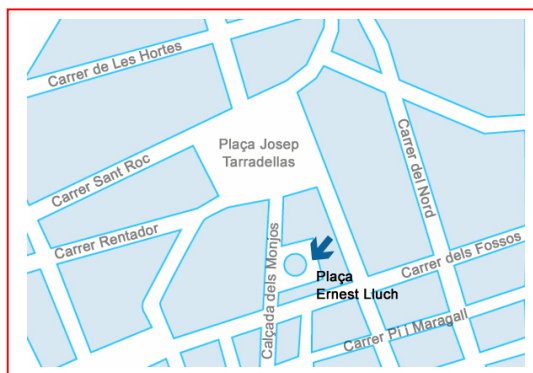 Carrer de Les Hortes
Plaça Josep
Tarradellas
Carrer Sant Roc
Carrer del Nord
Carrer Rentador
Calçada dels Monjos
Carrer dels Fossos
Plaça
Ernest Lluch
Carrer Pi i Maragall